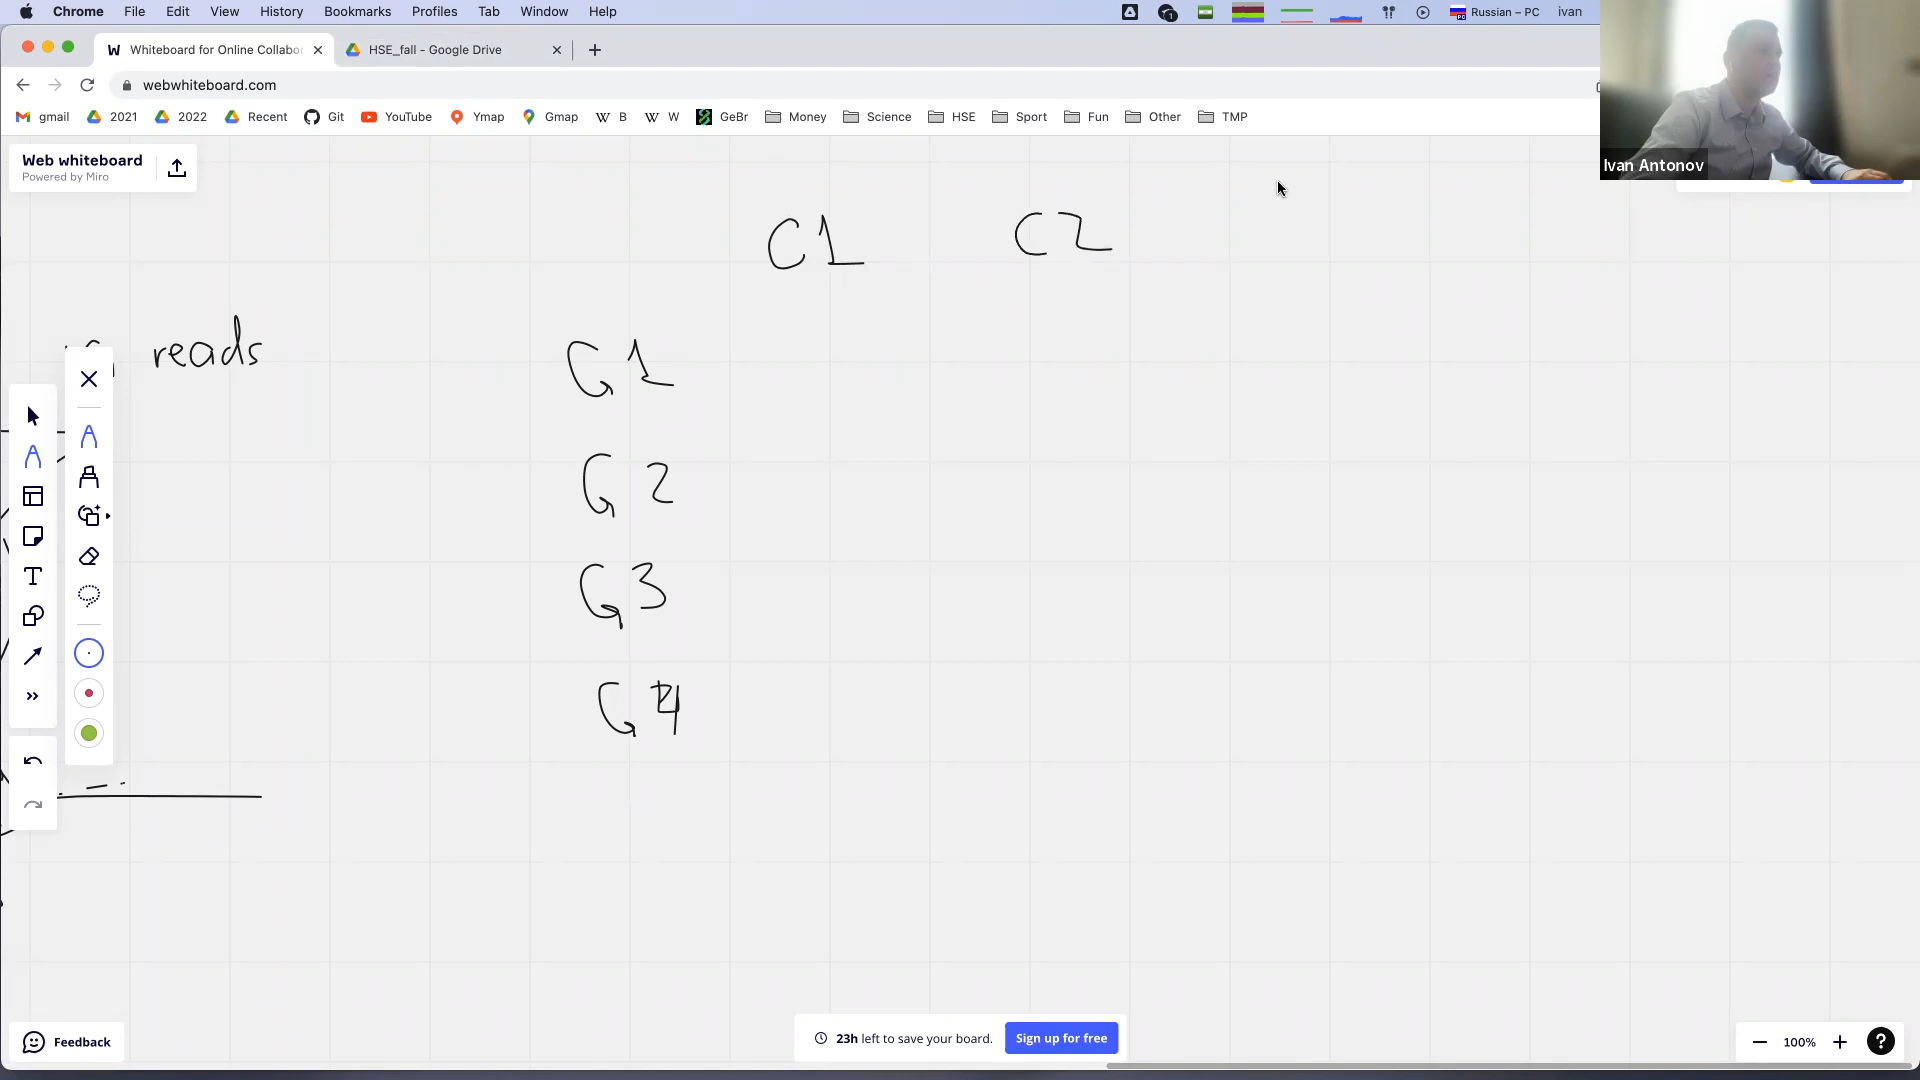 Chrome File Edit View History Bookmarks Profiles Tab Window Help Russian – PC ivan
Whiteboard for Online Collabor HSE_fall - Google Drive
webwhiteboard.com
gmail 2021 2022 Recent Git YouTube Ymap Gmap B W GeBr Money Science HSE Sport Fun Other TMP
Ivan Antonov
Web whiteboard
Powered by Miro
C1 C2
reads
G1
G2
G3
G4
23h left to save your board. Sign up for free
Feedback
100%